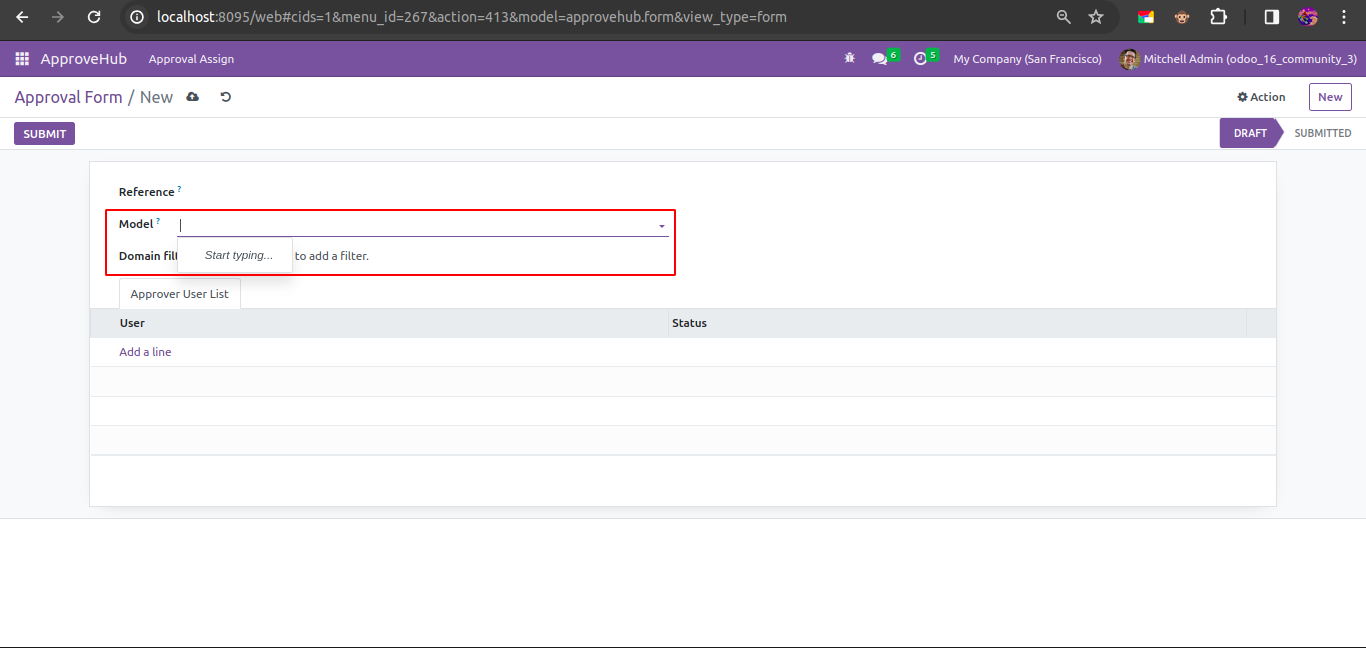 localhost:8095/web#cids=1&menu_id=267&action=413&model=approvehub.form&view_type=form
ApproveHub Approval Assign 6 5 My Company (San Francisco) Mitchell Admin (odoo_16_community_3)
Approval Form / New Action New
SUBMIT DRAFT SUBMITTED
Reference ?
Model ?
Domain filt Start typing... to add a filter.
Approver User List
User Status
Add a line